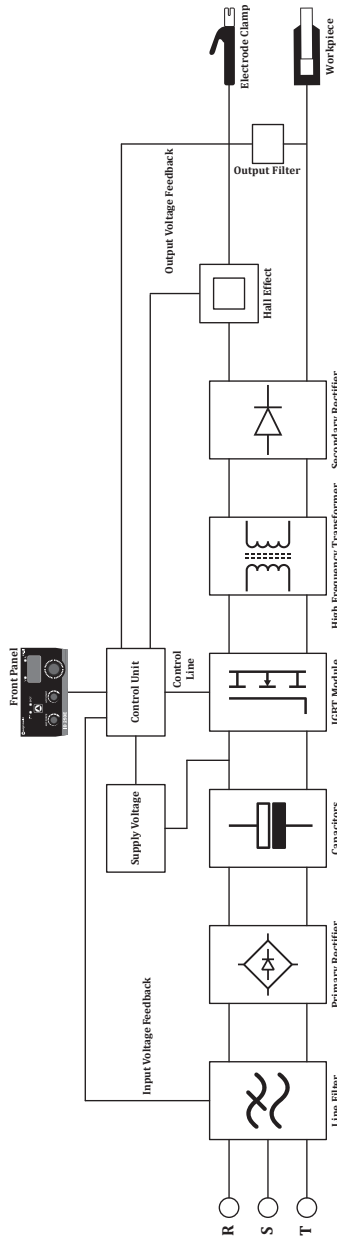 R
S
T
Line Filter
Input Voltage Feedback
Primary Rectifier
Capacitors
Supply Voltage
Front Panel
Control Unit
Control
Line
IGBT Module
High Frequency Transformer
Secondary Rectifier
Hall Effect
Output Voltage Feedback
Output Filter
Electrode Clamp
Workpiece